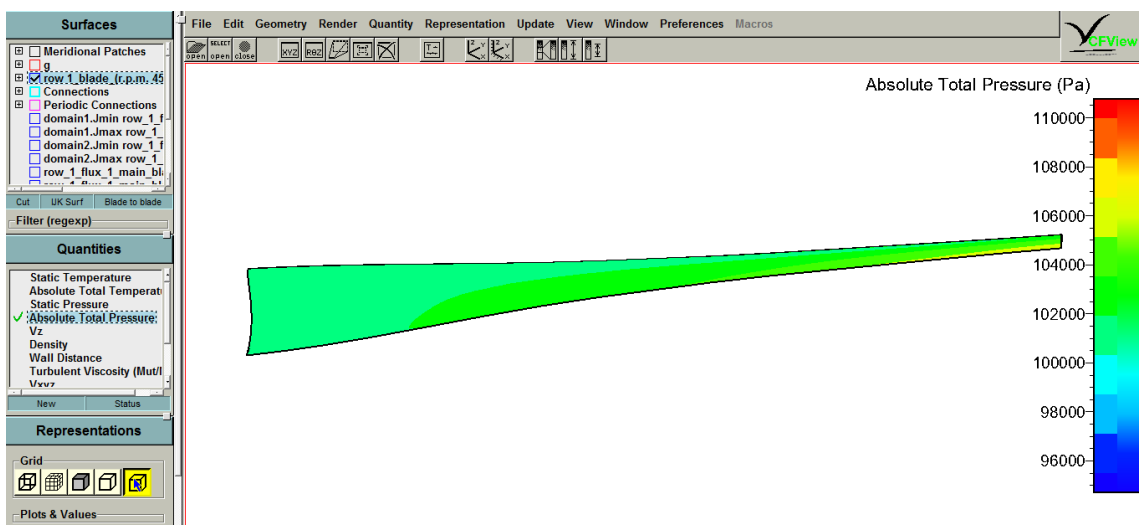 Surfaces
Meridional Patches
g
row 1_blade_(r.p.m. 45
Connections
Periodic Connections
domain1.Jmin row_1_f
domain1.Jmax row_1_
domain2.Jmin row_1_f
domain2.Jmax row_1_
row_1_flux_1_main_bl
Cut UK Surf Blade to blade
Filter (regexp)
Quantities
Static Temperature
Absolute Total Temperat
Static Pressure
Absolute Total Pressure
Vz
Density
Wall Distance
Turbulent Viscosity (Mut/
Vxyz
New Status
Representations
Grid
Plots & Values
File Edit Geometry Render Quantity Representation Update View Window Preferences Macros
open SELECT open close XYZ RΘZ T
CFView
Absolute Total Pressure (Pa)
110000
108000
106000
104000
102000
100000
98000
96000